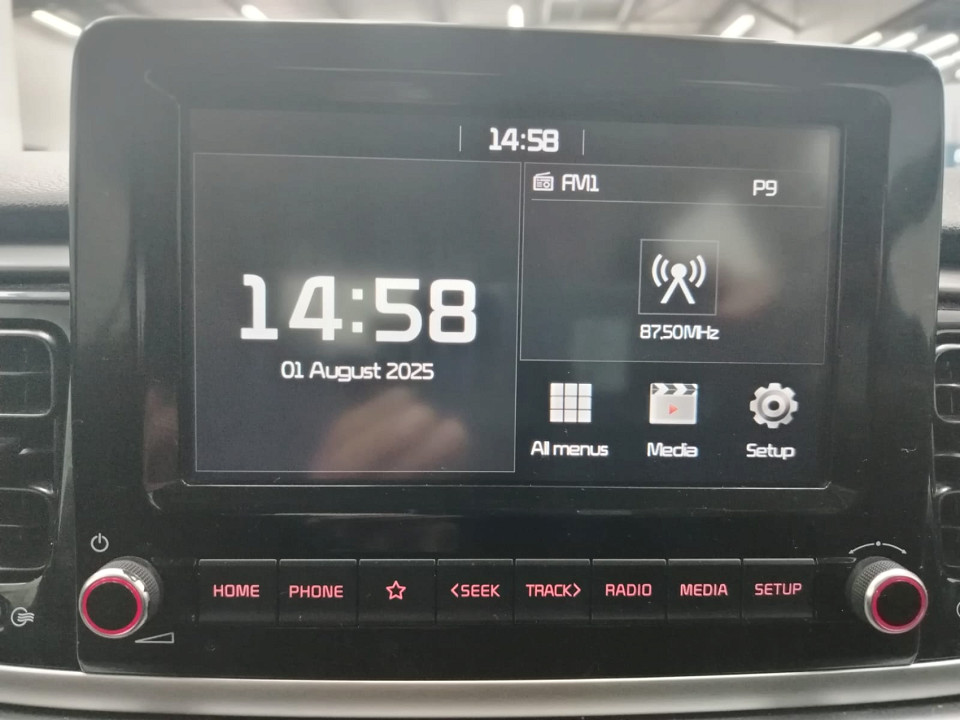 14:58
FM1
P9
14:58
01 August 2025
87.50MHz
All menus
Media
Setup
HOME
PHONE
<SEEK
TRACK>
RADIO
MEDIA
SETUP